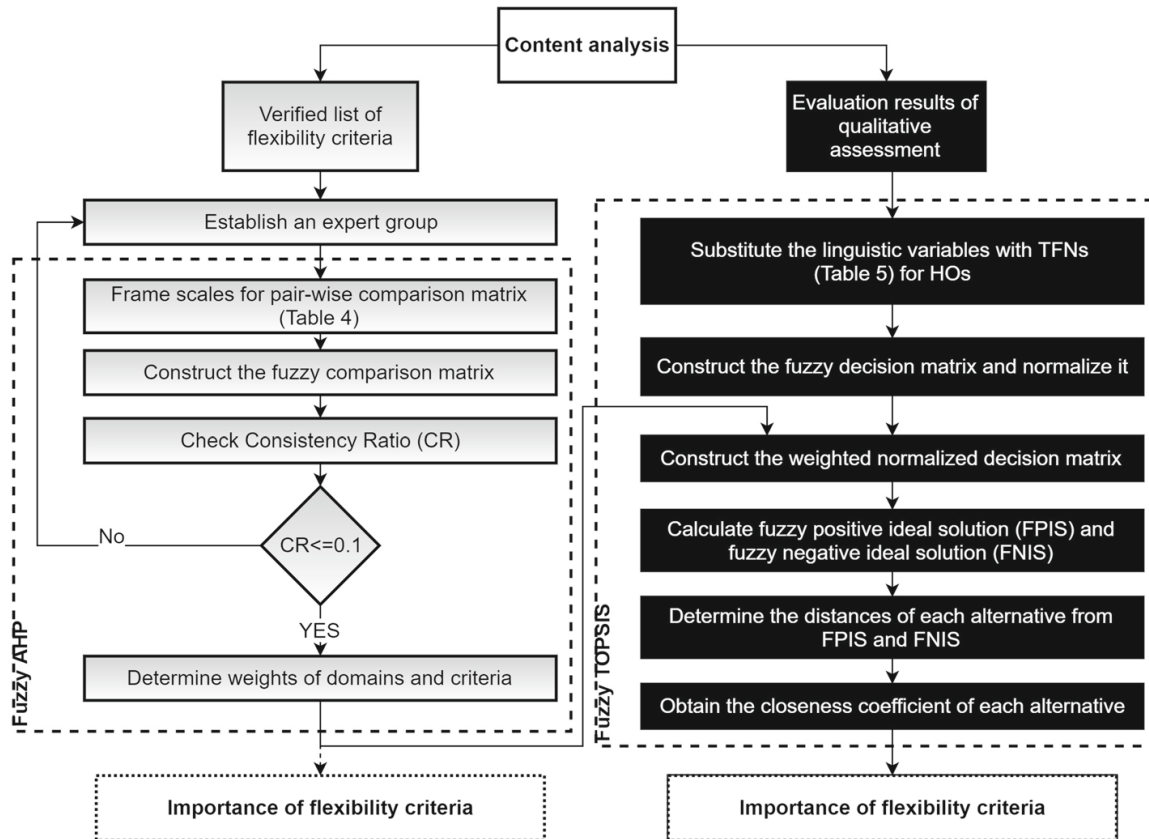 Content analysis
Verified list of
flexibility criteria
Establish an expert group
Frame scales for pair-wise comparison matrix
(Table 4)
Construct the fuzzy comparison matrix
Check Consistency Ratio (CR)
CR<=0.1
No
YES
Determine weights of domains and criteria
Fuzzy AHP
Importance of flexibility criteria
Evaluation results of
qualitative
assessment
Substitute the linguistic variables with TFNs
(Table 5) for HOs
Construct the fuzzy decision matrix and normalize it
Construct the weighted normalized decision matrix
Calculate fuzzy positive ideal solution (FPIS) and
fuzzy negative ideal solution (FNIS)
Determine the distances of each alternative from
FPIS and FNIS
Obtain the closeness coefficient of each alternative
Fuzzy TOPSIS
Importance of flexibility criteria